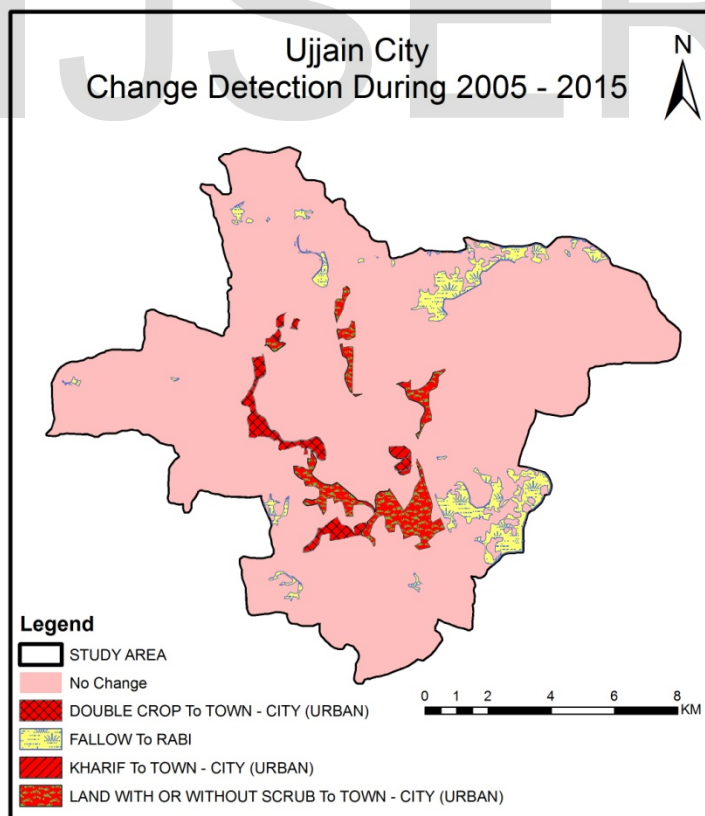 IJSER
Ujjain City
Change Detection During 2005 - 2015
N
Legend
STUDY AREA
No Change
DOUBLE CROP To TOWN - CITY (URBAN)
FALLOW To RABI
KHARIF To TOWN - CITY (URBAN)
LAND WITH OR WITHOUT SCRUB To TOWN - CITY (URBAN)
0 1 2 4 6 8
KM